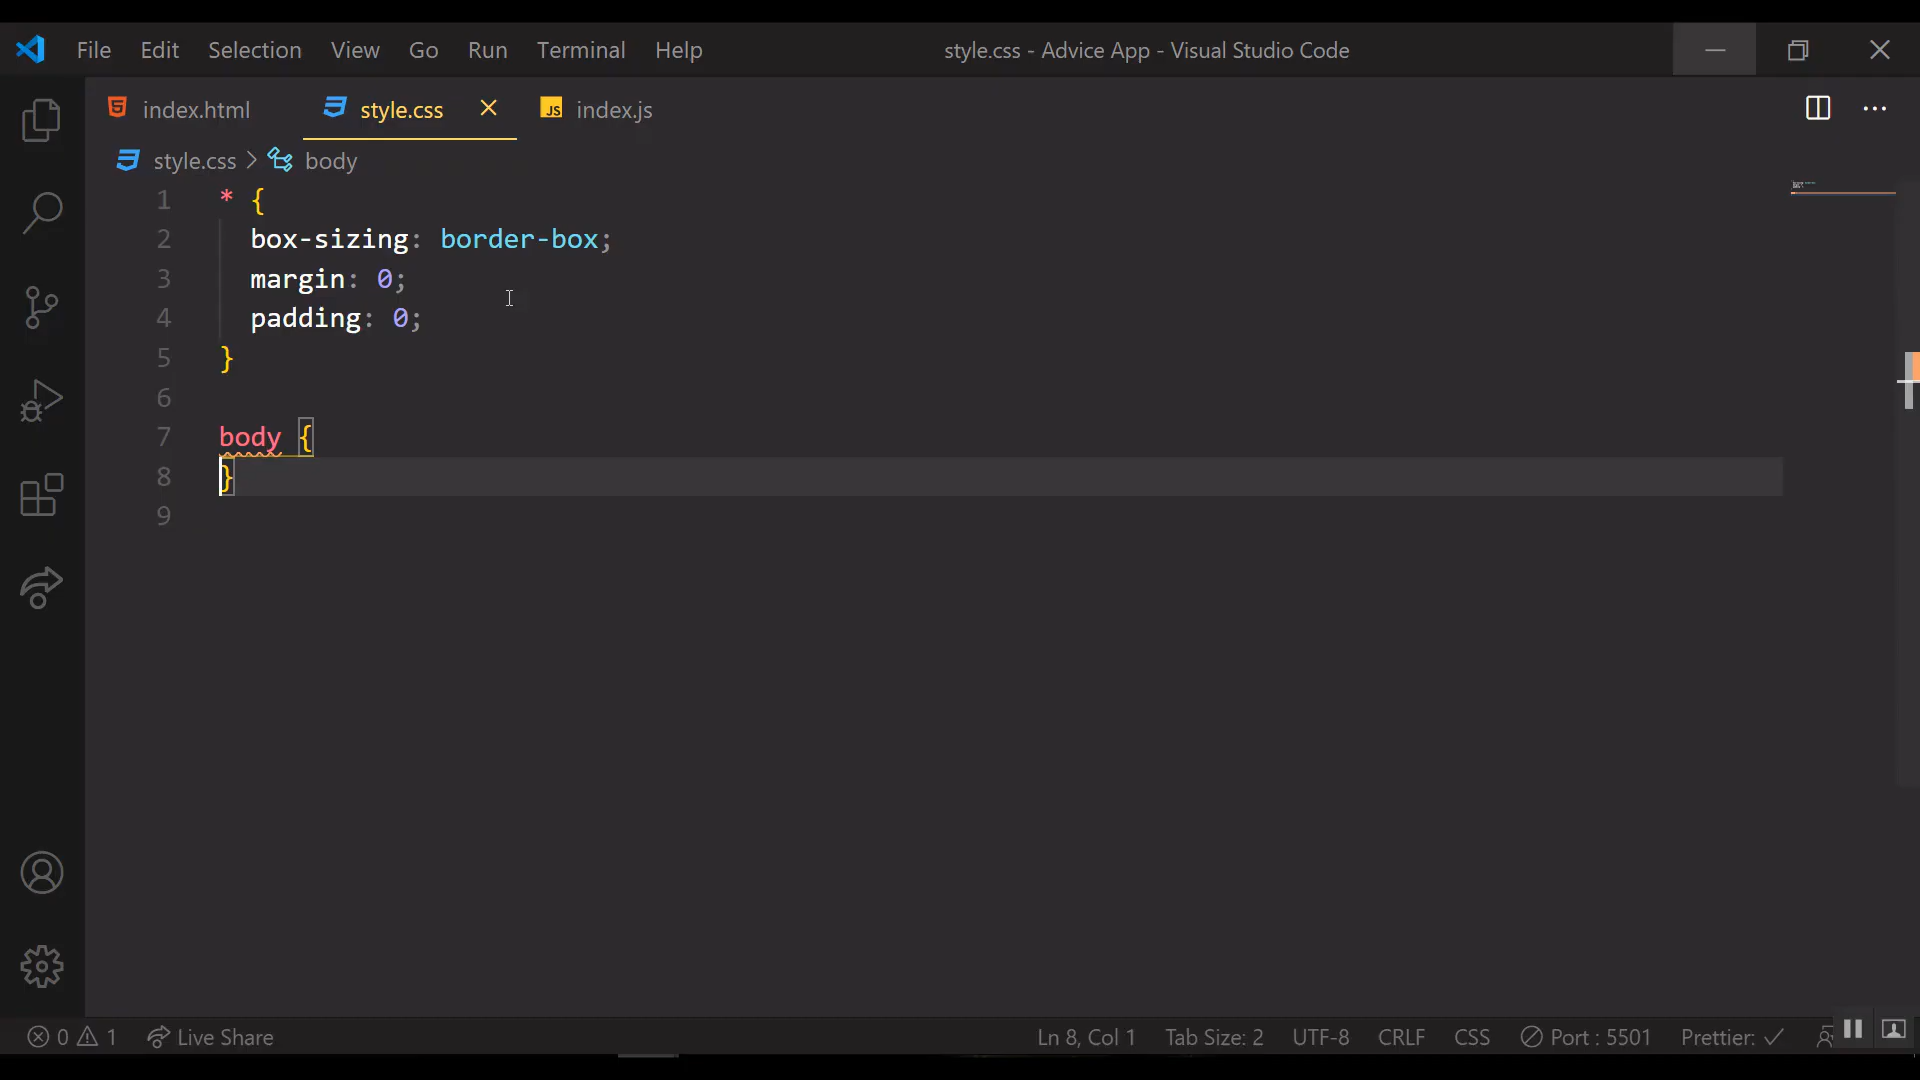 File Edit Selection View Go Run Terminal Help style.css - Advice App - Visual Studio Code
index.html style.css JS index.js
style.css > body
1 * {
2 box-sizing: border-box;
3 margin: 0;
4 padding: 0;
5 }
6
7 body {
8 }
9
0 1 Live Share Ln 8, Col 1 Tab Size: 2 UTF-8 CRLF CSS Port : 5501 Prettier: ✓